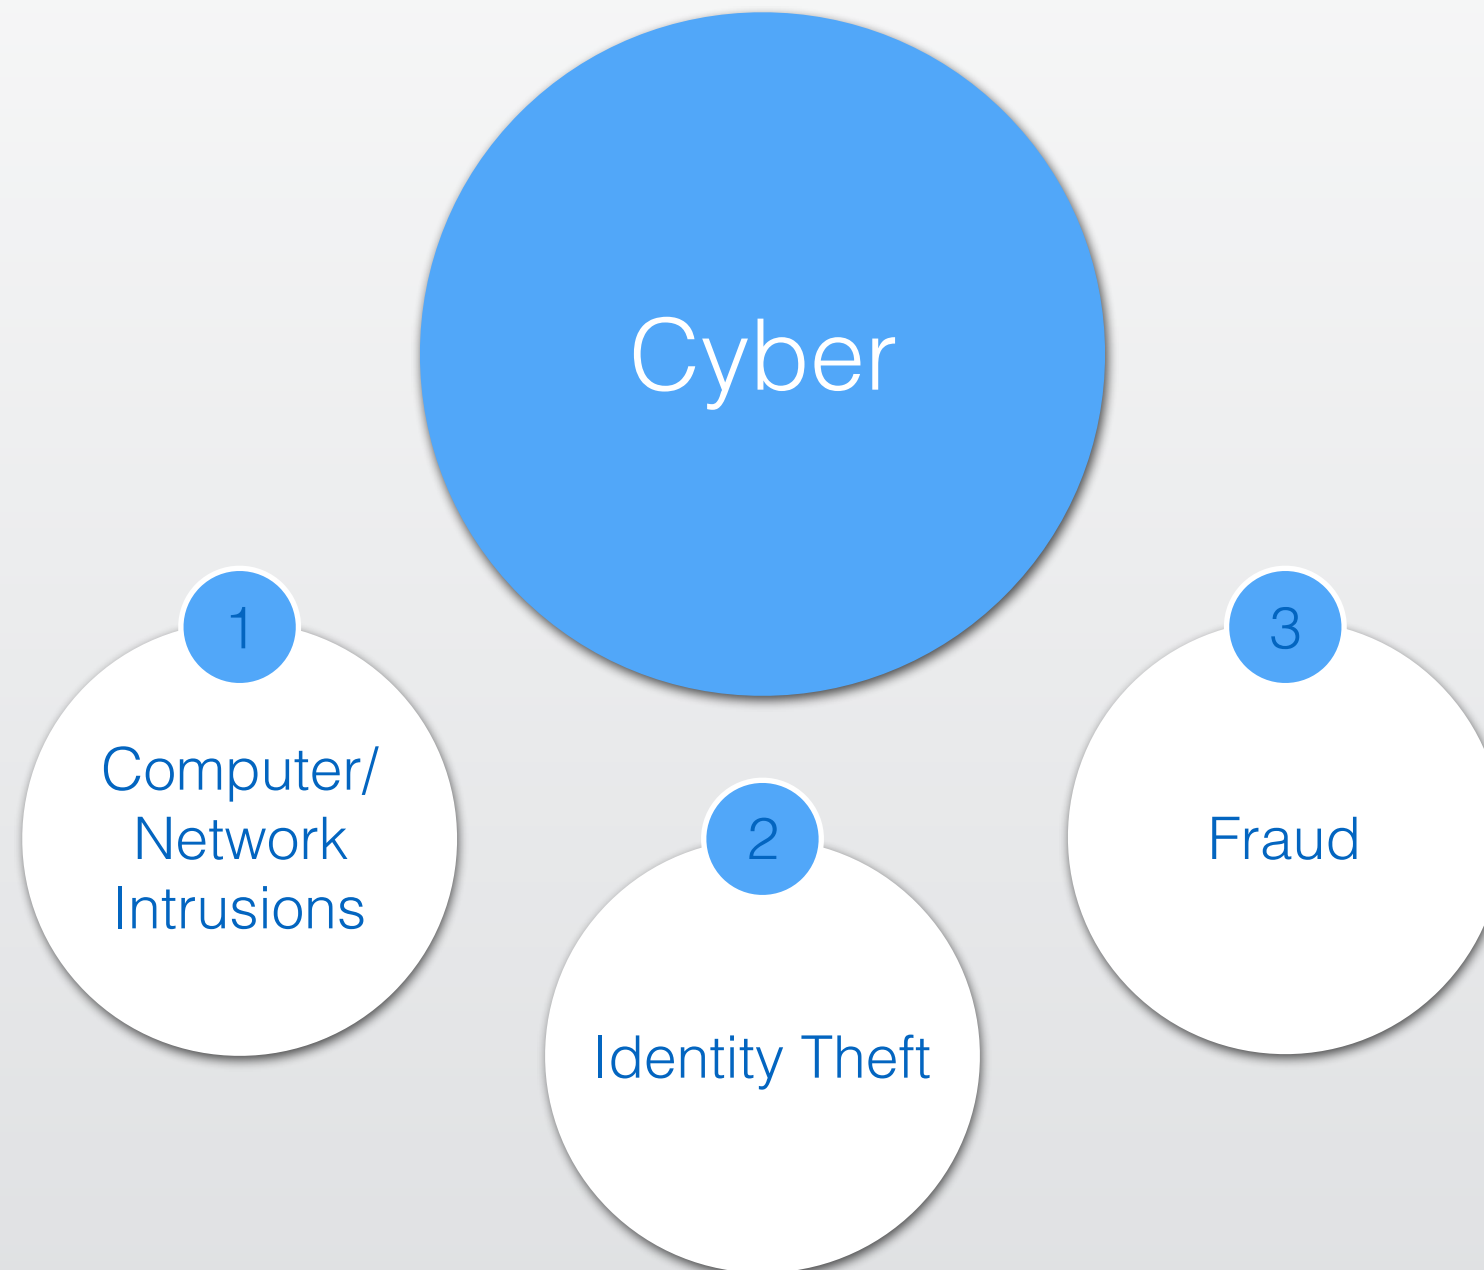 Cyber
1
Computer/
Network
Intrusions
2
Identity Theft
3
Fraud